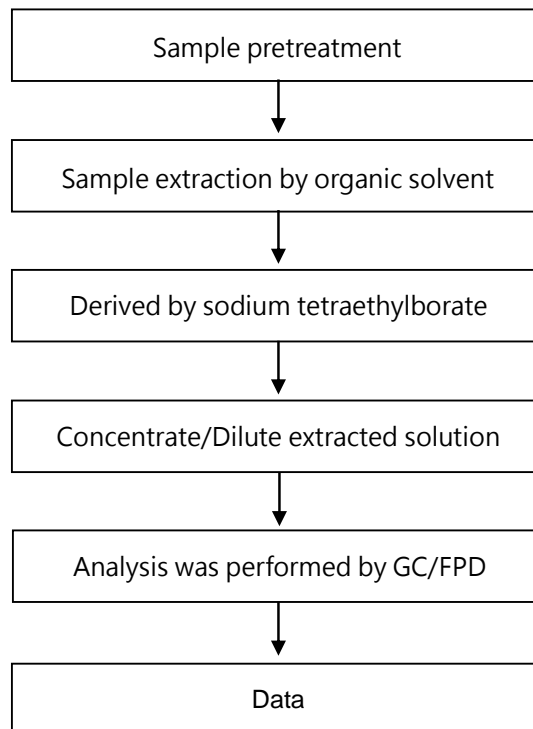 Sample pretreatment
Sample extraction by organic solvent
Derived by sodium tetraethylborate
Concentrate/Dilute extracted solution
Analysis was performed by GC/FPD
Data